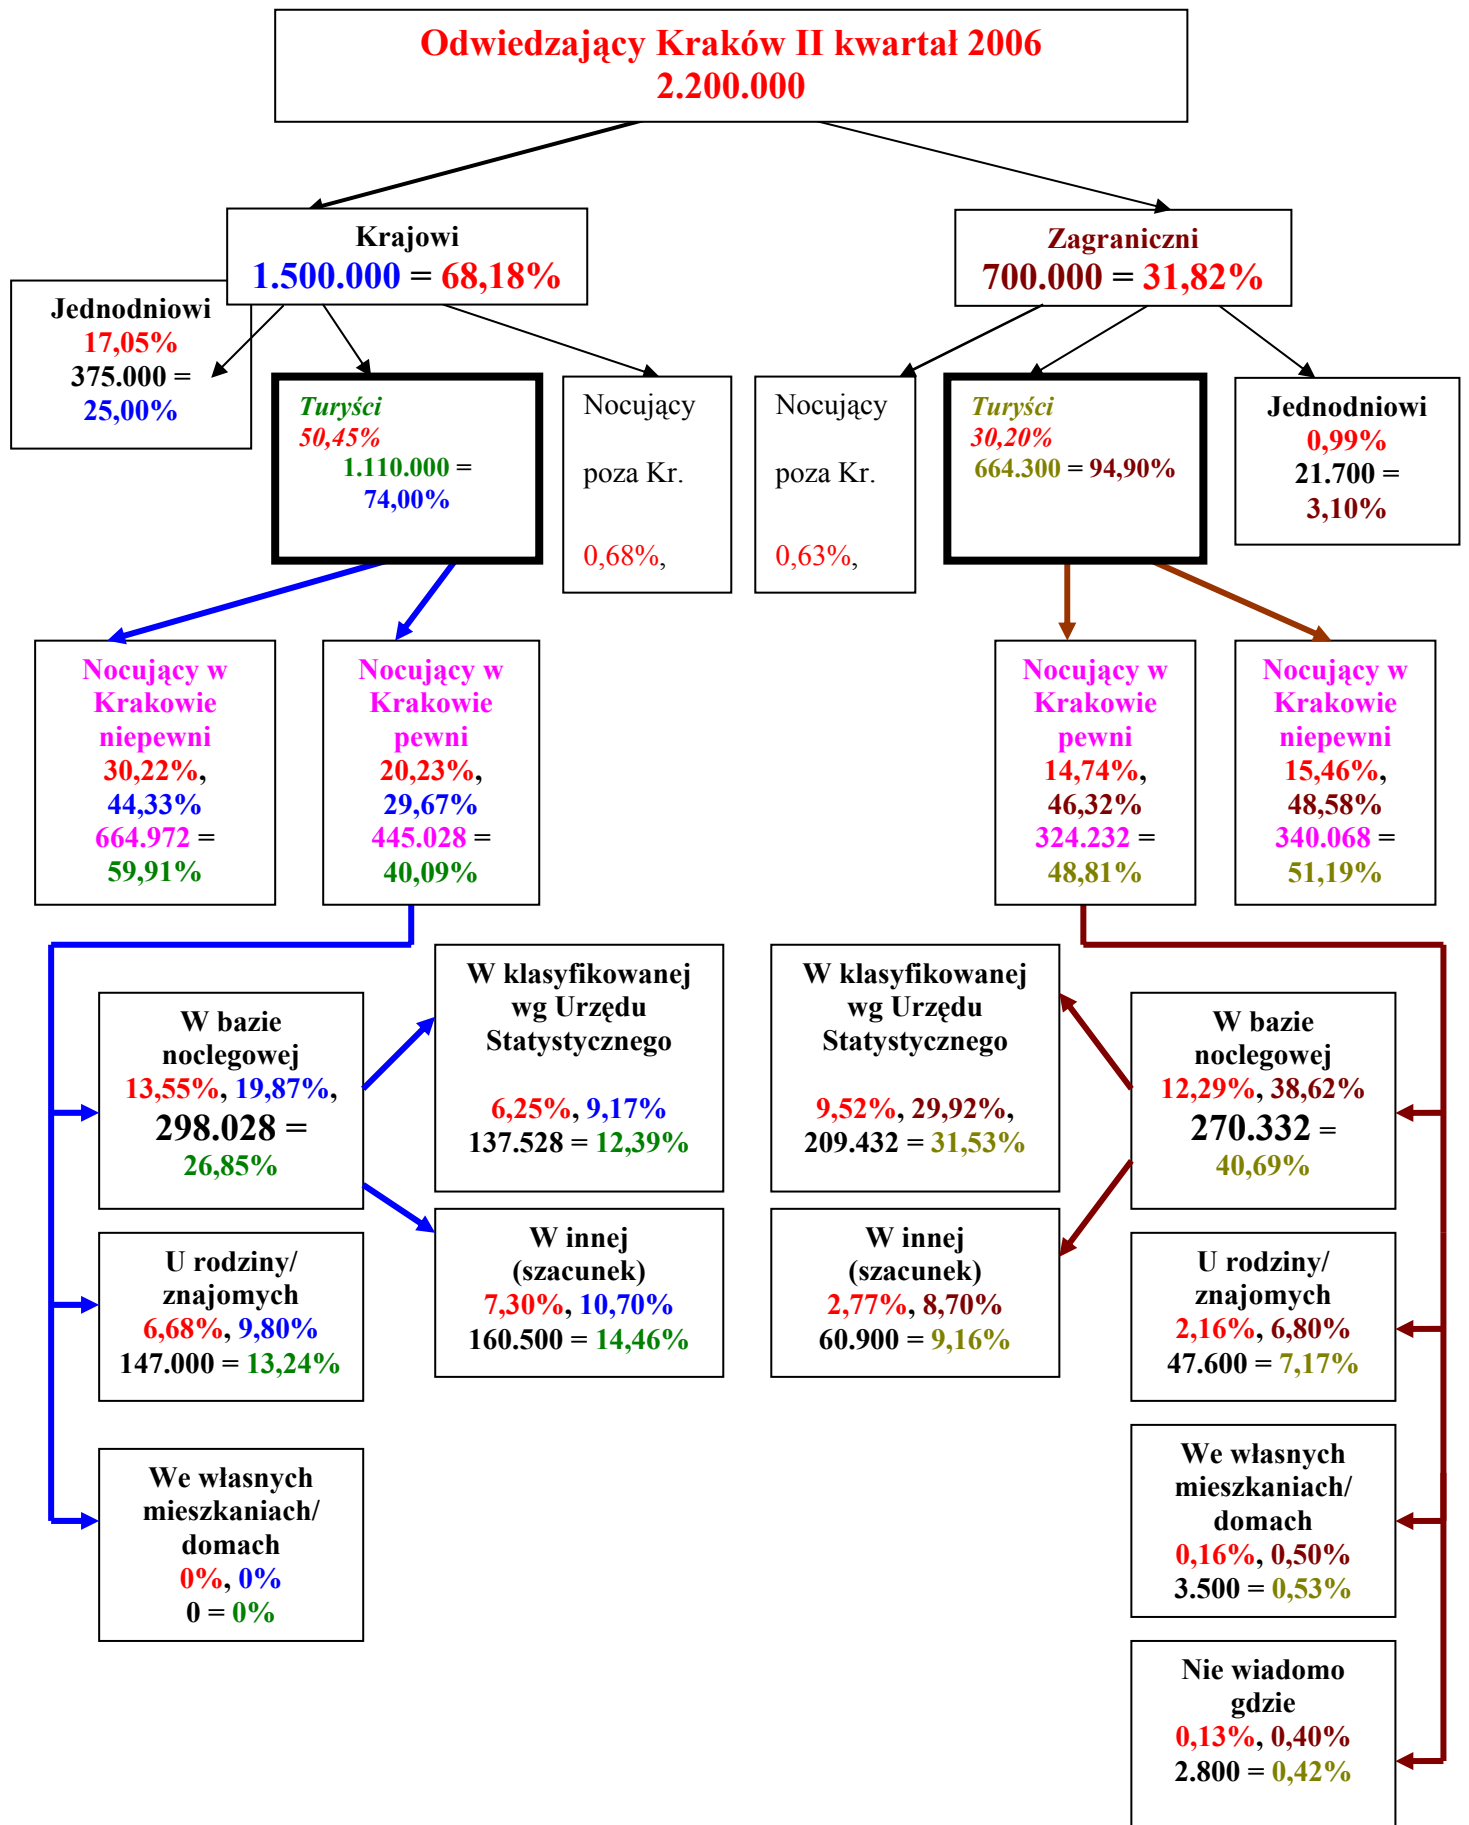 Odwiedzający Kraków II kwartał 2006
2.200.000
Krajowi
1.500.000 = 68,18%
Zagraniczni
700.000 = 31,82%
Jednodniowi
17,05%
375.000 =
25,00%
Turyści
50,45%
1.110.000 =
74,00%
Nocujący
poza Kr.
0,68%,
Nocujący
poza Kr.
0,63%,
Turyści
30,20%
664.300 = 94,90%
Jednodniowi
0,99%
21.700 =
3,10%
Nocujący w
Krakowie
niepewni
30,22%,
44,33%
664.972 =
59,91%
Nocujący w
Krakowie
pewni
20,23%,
29,67%
445.028 =
40,09%
Nocujący w
Krakowie
pewni
14,74%,
46,32%
324.232 =
48,81%
Nocujący w
Krakowie
niepewni
15,46%,
48,58%
340.068 =
51,19%
W bazie
noclegowej
13,55%, 19,87%,
298.028 =
26,85%
W klasyfikowanej
wg Urzędu
Statystycznego
6,25%, 9,17%
137.528 = 12,39%
W klasyfikowanej
wg Urzędu
Statystycznego
9,52%, 29,92%,
209.432 = 31,53%
W bazie
noclegowej
12,29%, 38,62%
270.332 =
40,69%
U rodziny/
znajomych
6,68%, 9,80%
147.000 = 13,24%
W innej
(szacunek)
7,30%, 10,70%
160.500 = 14,46%
W innej
(szacunek)
2,77%, 8,70%
60.900 = 9,16%
U rodziny/
znajomych
2,16%, 6,80%
47.600 = 7,17%
We własnych
mieszkaniach/
domach
0%, 0%
0 = 0%
We własnych
mieszkaniach/
domach
0,16%, 0,50%
3.500 = 0,53%
Nie wiadomo
gdzie
0,13%, 0,40%
2.800 = 0,42%